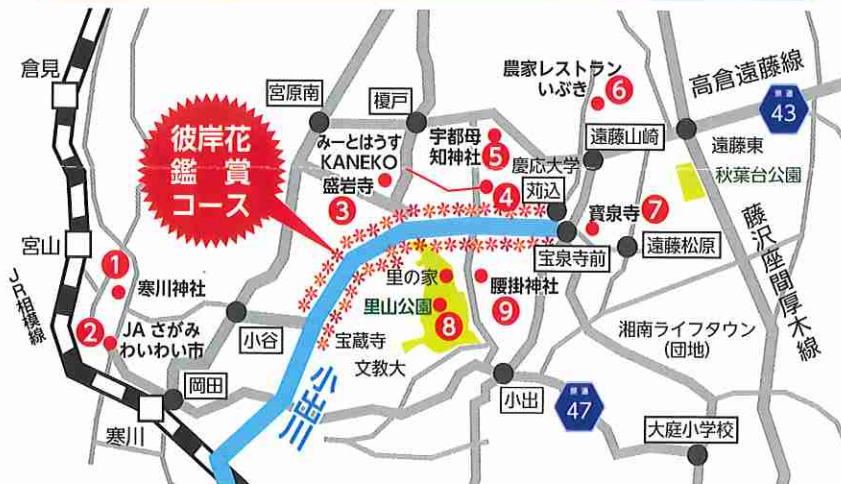 倉見
宮山
JR相模線
寒川
彼岸花
鑑賞
コース
宮原南
榎戸
みーとはうす
KANEKO
盛岩寺
3
宇都母
知神社
5
農家レストラン
いぶき
6
高倉遠藤線
県道
43
慶応大学
遠藤山崎
遠藤東
秋葉台公園
4
苅込
寶泉寺
7
宝泉寺前
遠藤松原
藤沢座間厚木線
1
寒川神社
2
JAさがみ
わいわい市
小谷
岡田
里の家
里山公園
8
腰掛神社
9
宝蔵寺
文教大
小出川
小出
県道
47
湘南ライフタウン
(団地)
大庭小学校